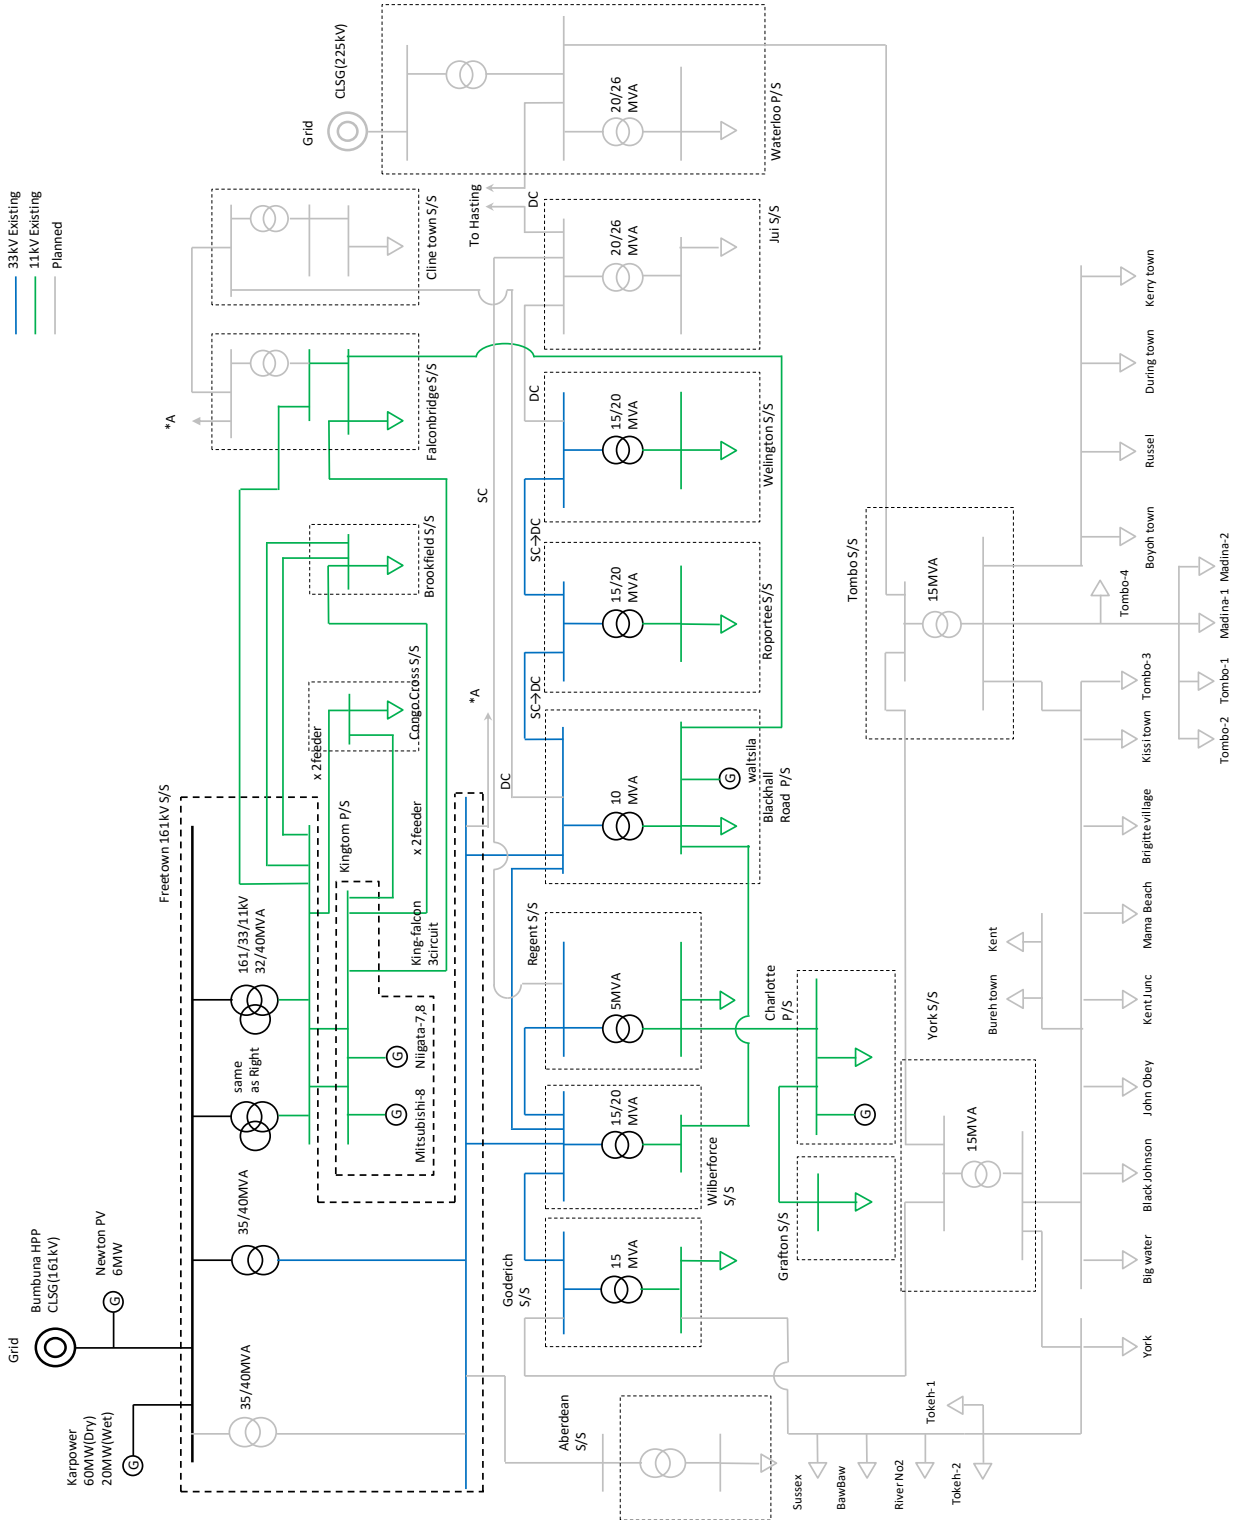 33kV Existing
11kV Existing
Planned
Grid
CLSG(225kV)
20/26
MVA
Waterloo P/S
Cline town S/S
To Hasting
DC
20/26
MVA
Jui S/S
*A
Falconbridge S/S
SC
DC
15/20
MVA
Welington S/S
SC→DC
Brookfield S/S
15/20
MVA
Roportee S/S
SC→DC
Congo Cross S/S
x 2feeder
*A
DC
x 2feeder
10
MVA
G
waltsila
Blackhall
Road P/S
Freetown 161kV S/S
161/33/11kV
32/40MVA
same
as Right
Kingtom P/S
King-falcon
3circuit
G
Niigata-7,8
G
Mitsubishi-8
35/40MVA
35/40MVA
Grid
Bumbuna HPP
CLSG(161kV)
G
Newton PV
6MW
Karpower
60MW(Dry)
20MW(Wet)
G
Regent S/S
5MVA
15/20
MVA
Wilberforce
S/S
Goderich
S/S
15
MVA
Charlotte
P/S
G
Grafton S/S
Aberdean
S/S
Tombo S/S
15MVA
York S/S
15MVA
Kerry town
During town
Russel
Boyoh town
Tombo-4
Madina-2
Madina-1
Tombo-1
Tombo-2
Tombo-3
Kissi town
Brigitte village
Mama Beach
Kent
Bureh town
Kent Junc
John Obey
Black Johnson
Big water
York
Tokeh-1
Sussex
BawBaw
River No2
Tokeh-2